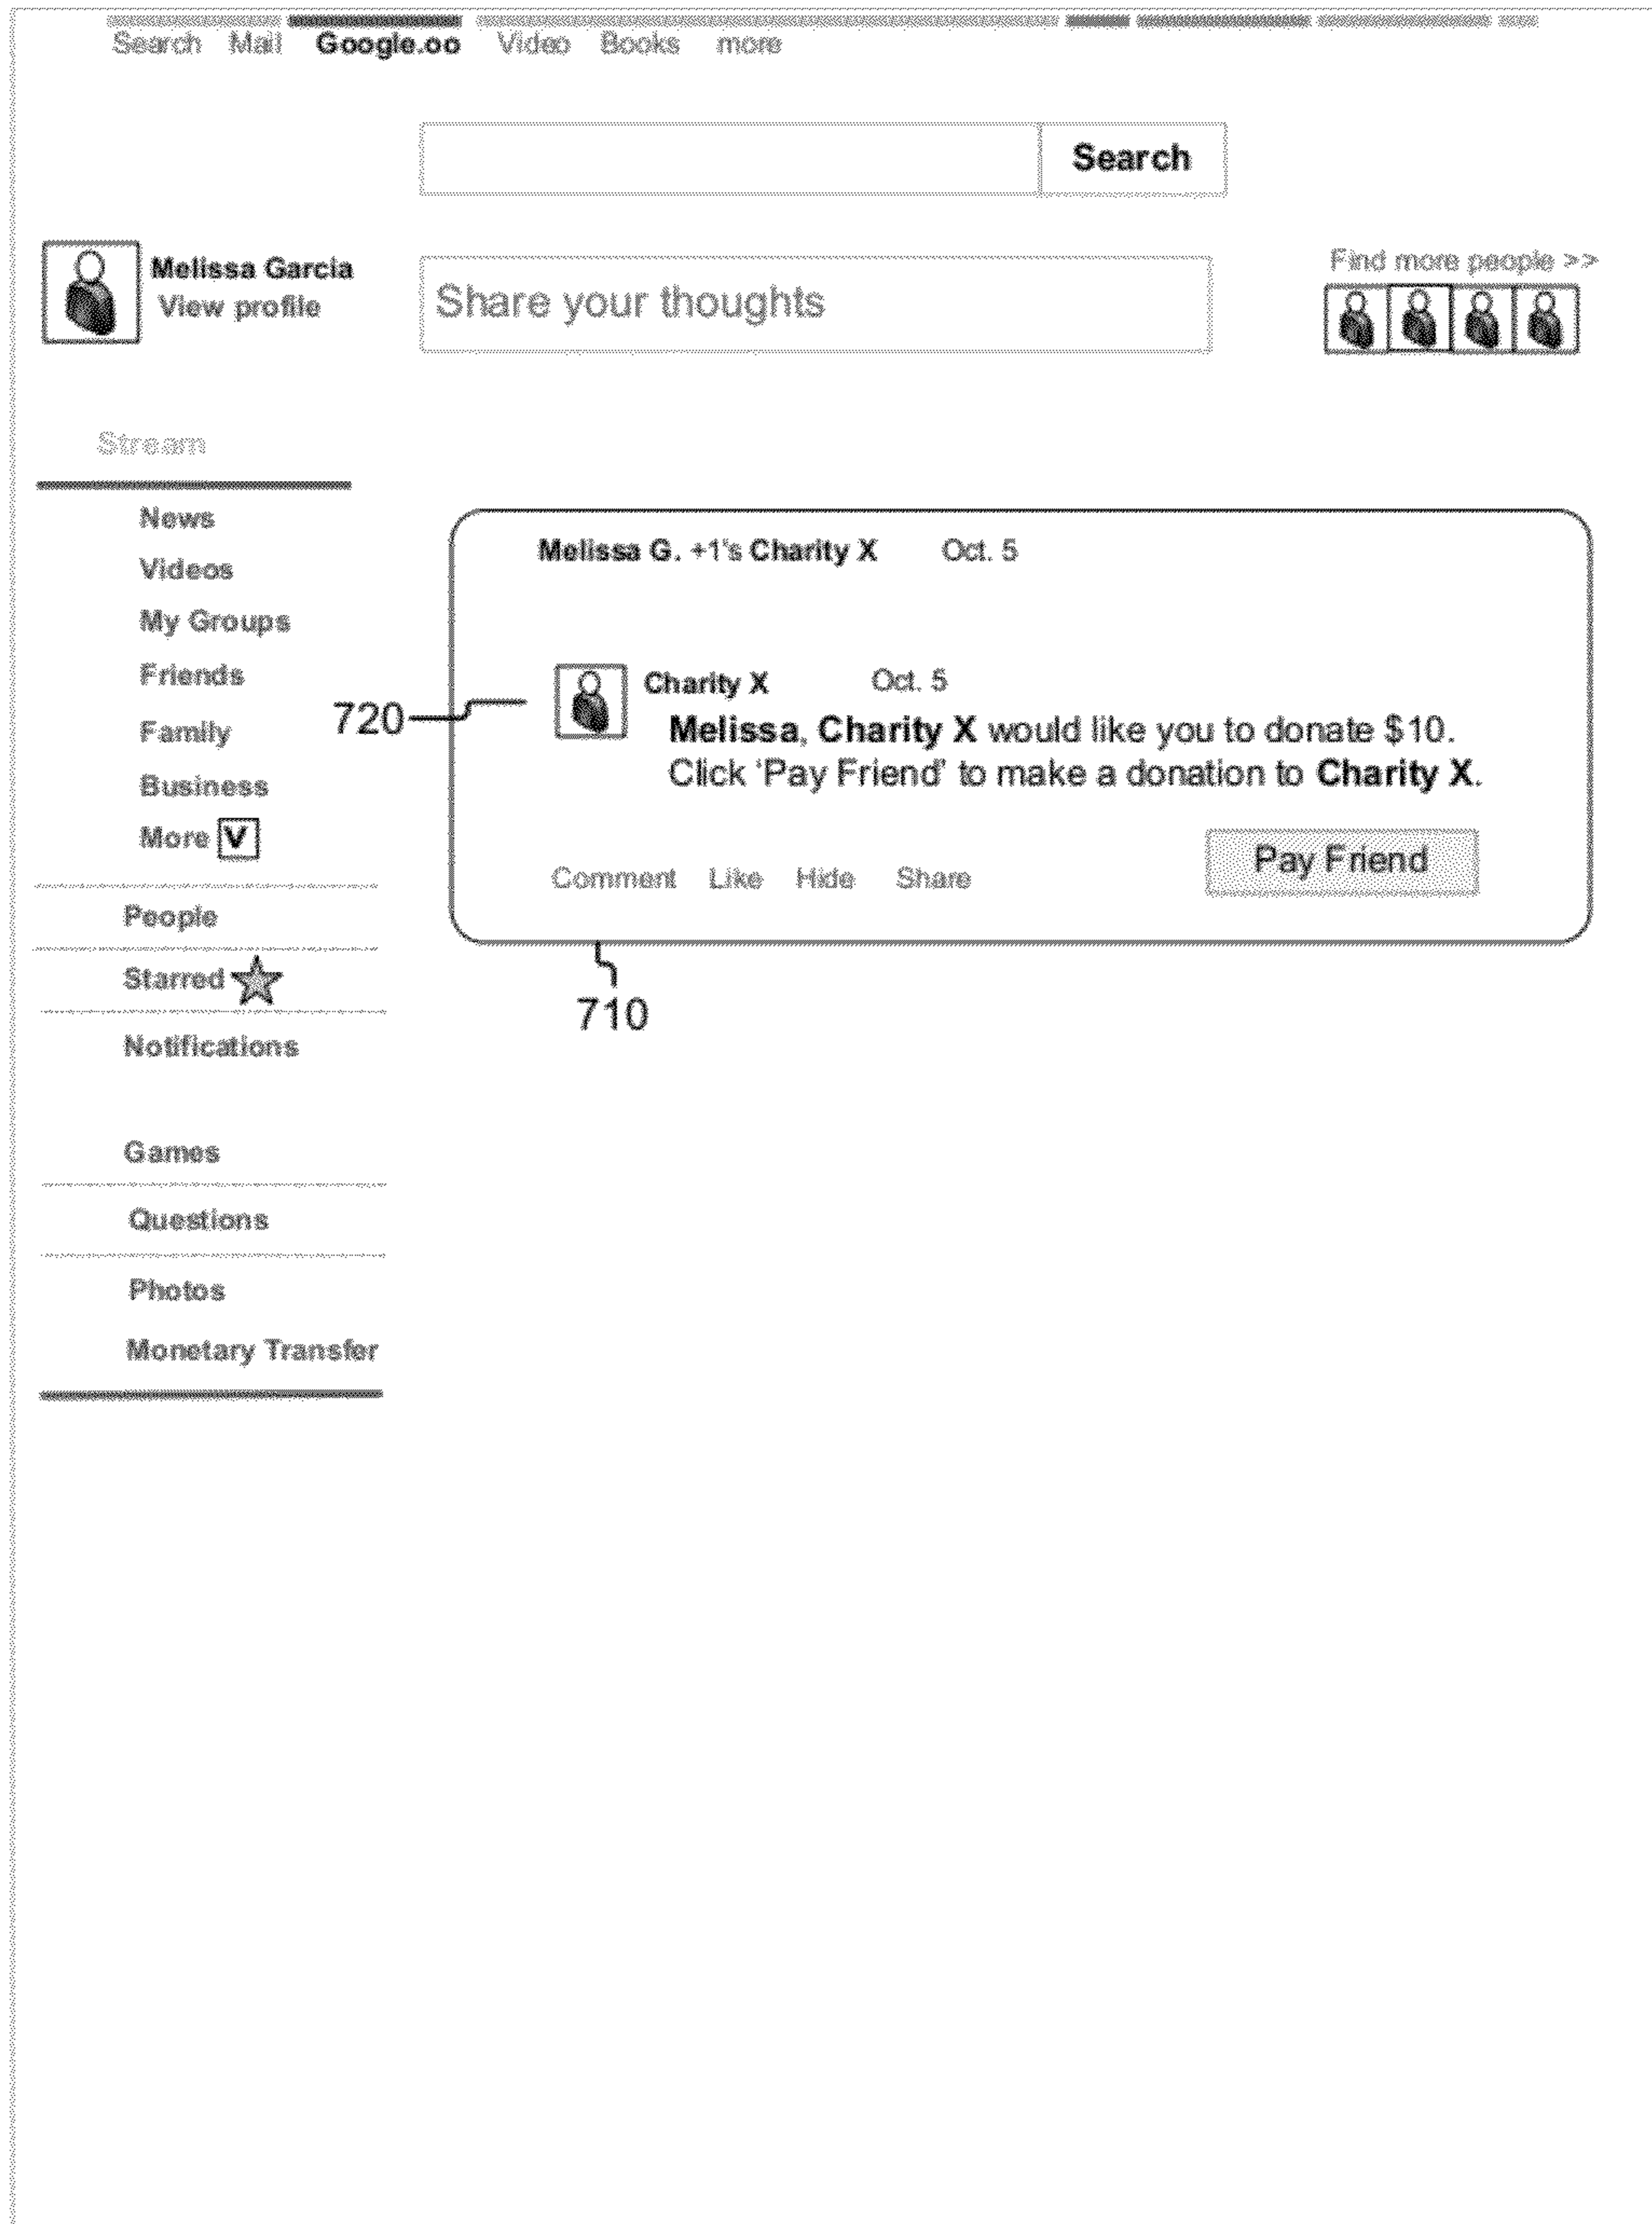 Search Mail Google.oo Video Books more
Search
Melissa Garcia
View profile
Share your thoughts
Find more people >>
Stream
News
Videos
My Groups
Friends
Family
Business
More V
People
Starred
Notifications
Games
Questions
Photos
Monetary Transfer
Melissa G. +1's Charity X Oct. 5
720
Charity X Oct. 5
Melissa, Charity X would like you to donate $10.
Click 'Pay Friend' to make a donation to Charity X.
Comment Like Hide Share
Pay Friend
710